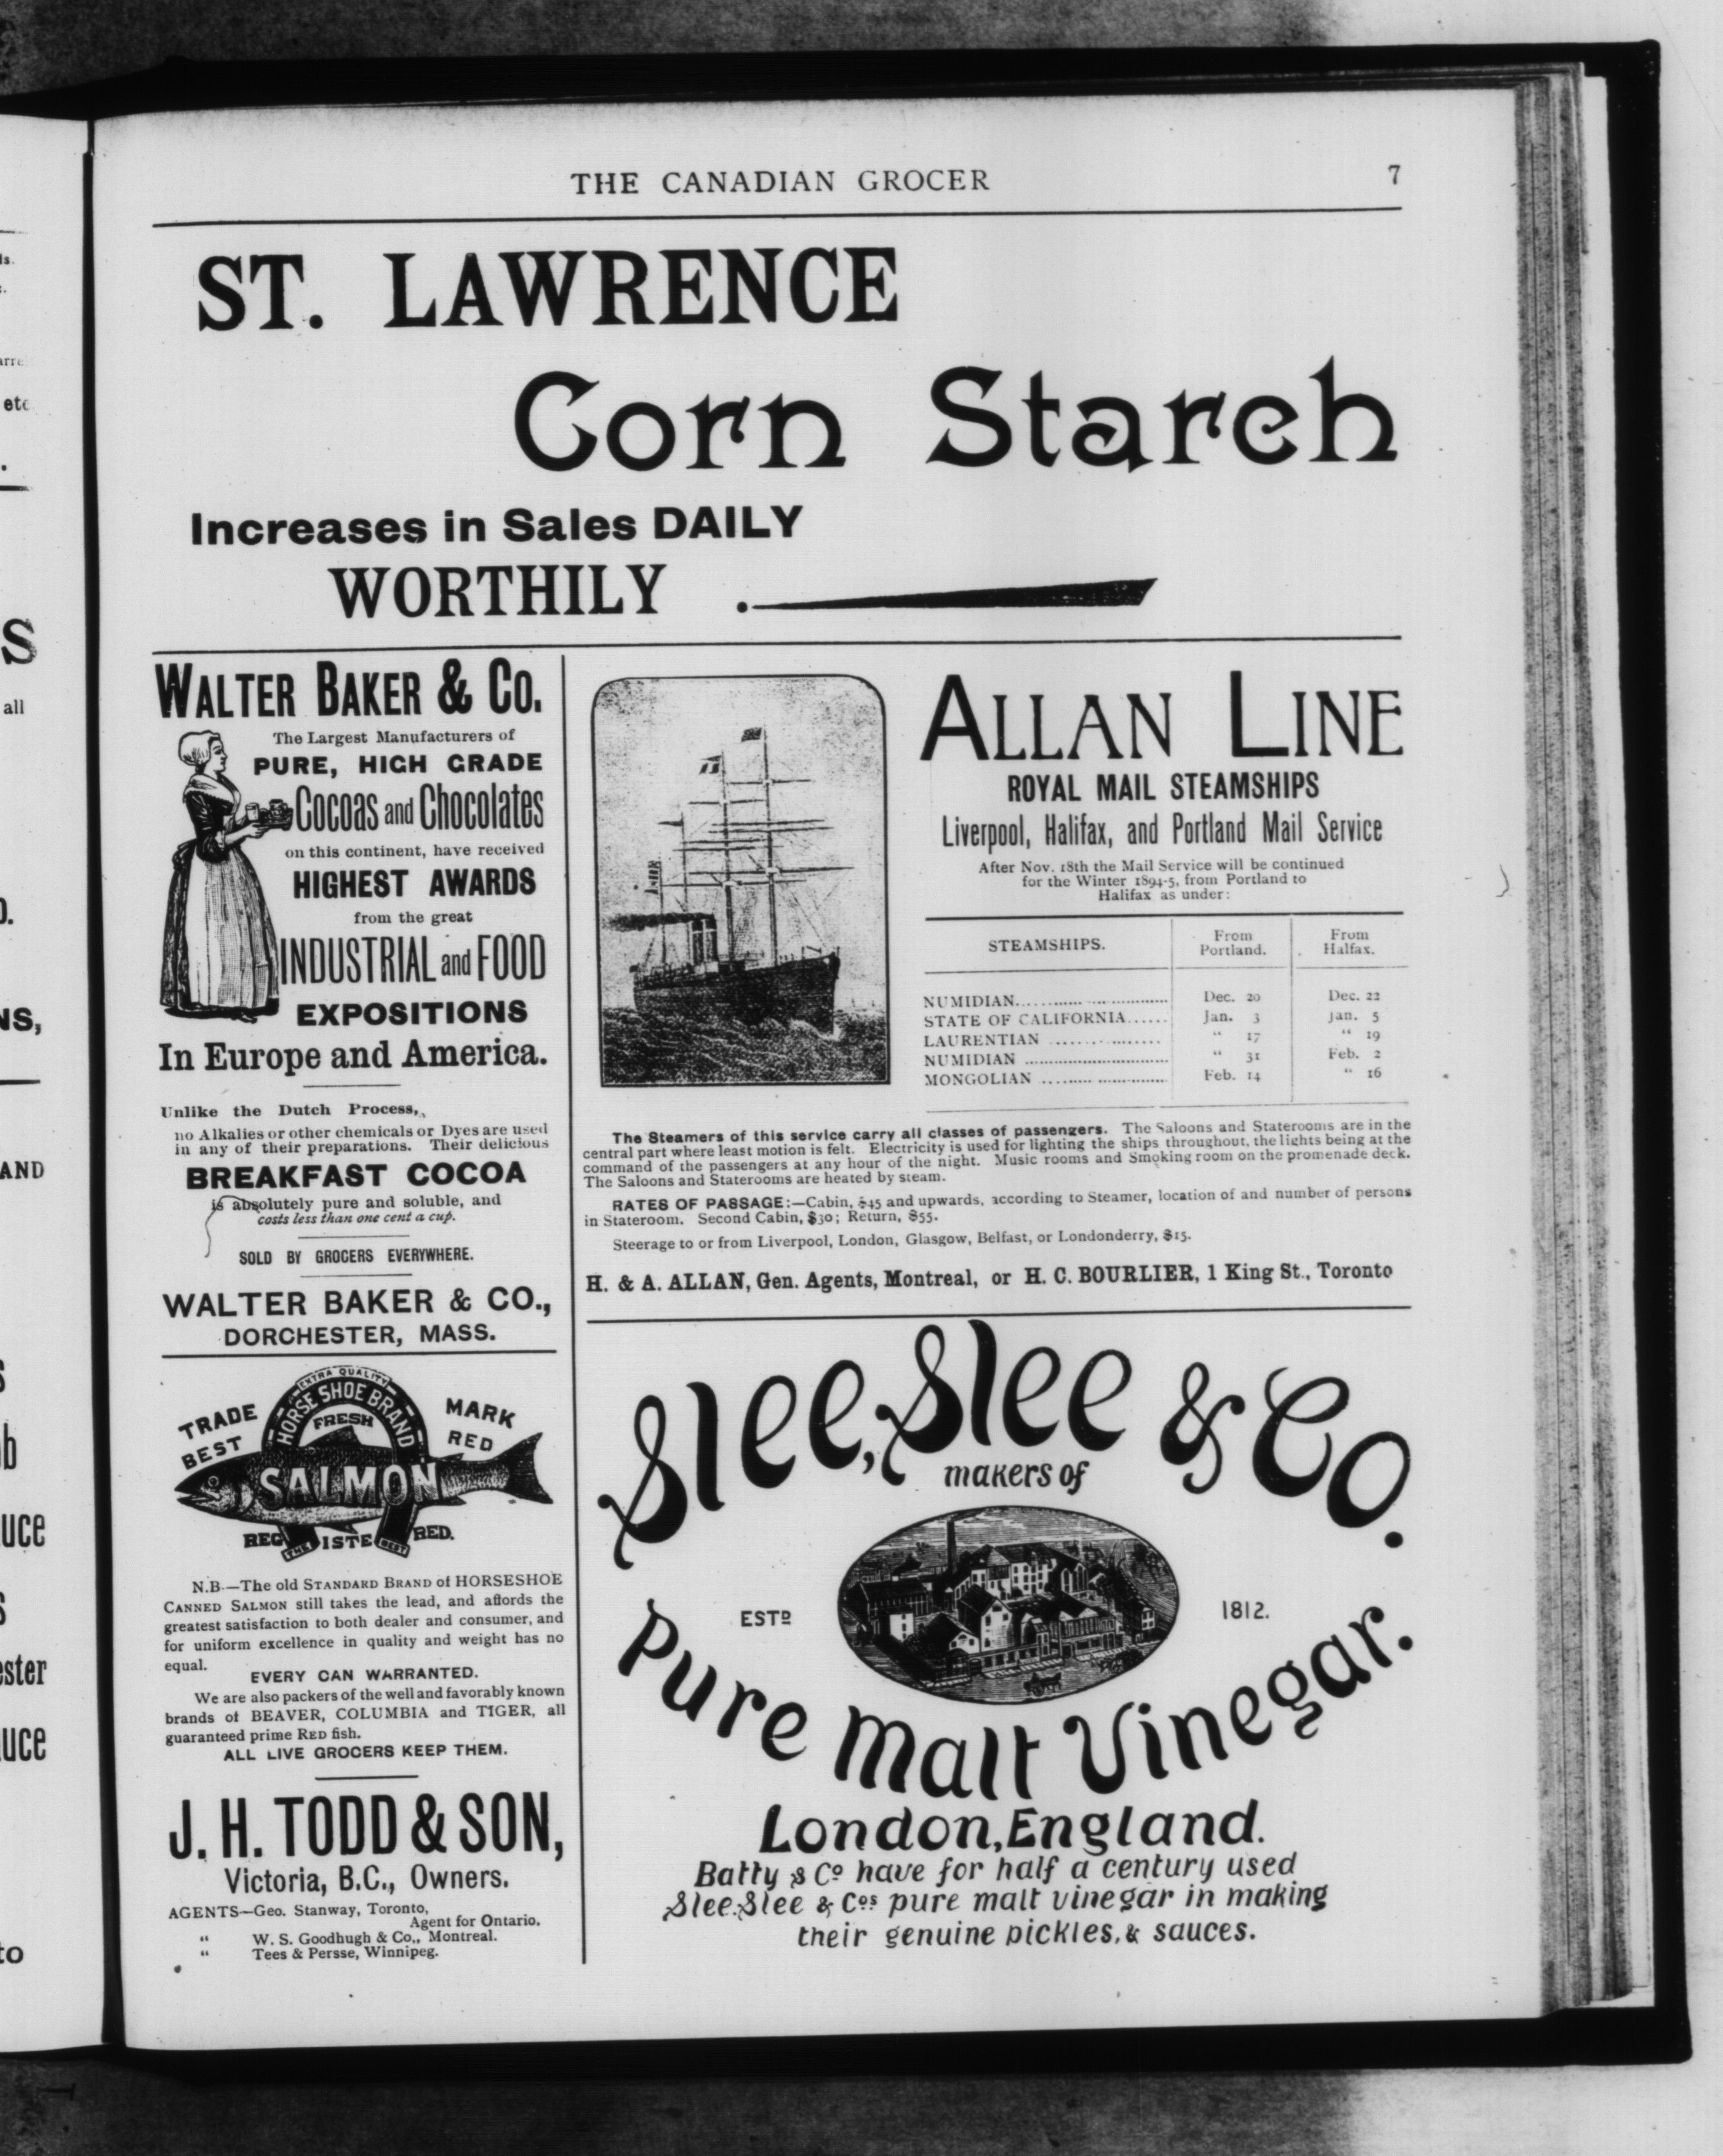 THE CANADIAN GROCER
7
ST. LAWRENCE
Corn Starch
Increases in Sales DAILY
WORTHILY
WALTER BAKER & CO.
The Largest Manufacturers of
PURE, HIGH GRADE
COCOAS and CHOCOLATES
on this continent, have received
HIGHEST AWARDS
from the great
INDUSTRIAL and FOOD
EXPOSITIONS
In Europe and America.
Unlike the Dutch Process,
no Alkalies or other chemicals or Dyes are used
in any of their preparations. Their delicious
BREAKFAST COCOA
is absolutely pure and soluble, and
costs less than one cent a cup.
SOLD BY GROCERS EVERYWHERE.
WALTER BAKER & CO.,
DORCHESTER, MASS.
EXTRA QUALITY
HORSE SHOE BRAND
TRADE MARK
FRESH
BEST RED
SALMON
REGISTERED.
THE BEST
N.B.—The old STANDARD BRAND of HORSESHOE
CANNED SALMON still takes the lead, and affords the
greatest satisfaction to both dealer and consumer, and
for uniform excellence in quality and weight has no
equal.
EVERY CAN WARRANTED.
We are also packers of the well and favorably known
brands of BEAVER, COLUMBIA and TIGER, all
guaranteed prime RED fish.
ALL LIVE GROCERS KEEP THEM.
J. H. TODD & SON,
Victoria, B.C., Owners.
AGENTS—Geo. Stanway, Toronto,
Agent for Ontario.
“ W. S. Goodhugh & Co., Montreal.
“ Tees & Persse, Winnipeg.
ALLAN LINE
ROYAL MAIL STEAMSHIPS
Liverpool, Halifax, and Portland Mail Service
After Nov. 18th the Mail Service will be continued
for the Winter 1894-5, from Portland to
Halifax as under:
STEAMSHIPS. From Portland. From Halfax.
NUMIDIAN.................................. Dec. 20 Dec. 22
STATE OF CALIFORNIA...... Jan. 3 Jan. 5
LAURENTIAN .................... “ 17 “ 19
NUMIDIAN .............................. “ 31 Feb. 2
MONGOLIAN .......................... Feb. 14 “ 16
The Steamers of this service carry all classes of passengers. The Saloons and Staterooms are in the
central part where least motion is felt. Electricity is used for lighting the ships throughout, the lights being at the
command of the passengers at any hour of the night. Music rooms and Smoking room on the promenade deck.
The Saloons and Staterooms are heated by steam.
RATES OF PASSAGE:—Cabin, $45 and upwards, according to Steamer, location of and number of persons
in Stateroom. Second Cabin, $30; Return, $55.
Steerage to or from Liverpool, London, Glasgow, Belfast, or Londonderry, $15.
H. & A. ALLAN, Gen. Agents, Montreal, or H. C. BOURLIER, 1 King St., Toronto
Slee, Slee & Co.
makers of
ESTD 1812.
Pure Malt Vinegar.
London, England.
Batty & Co have for half a century used
Slee. Slee & Cos pure malt vinegar in making
their genuine pickles, & sauces.